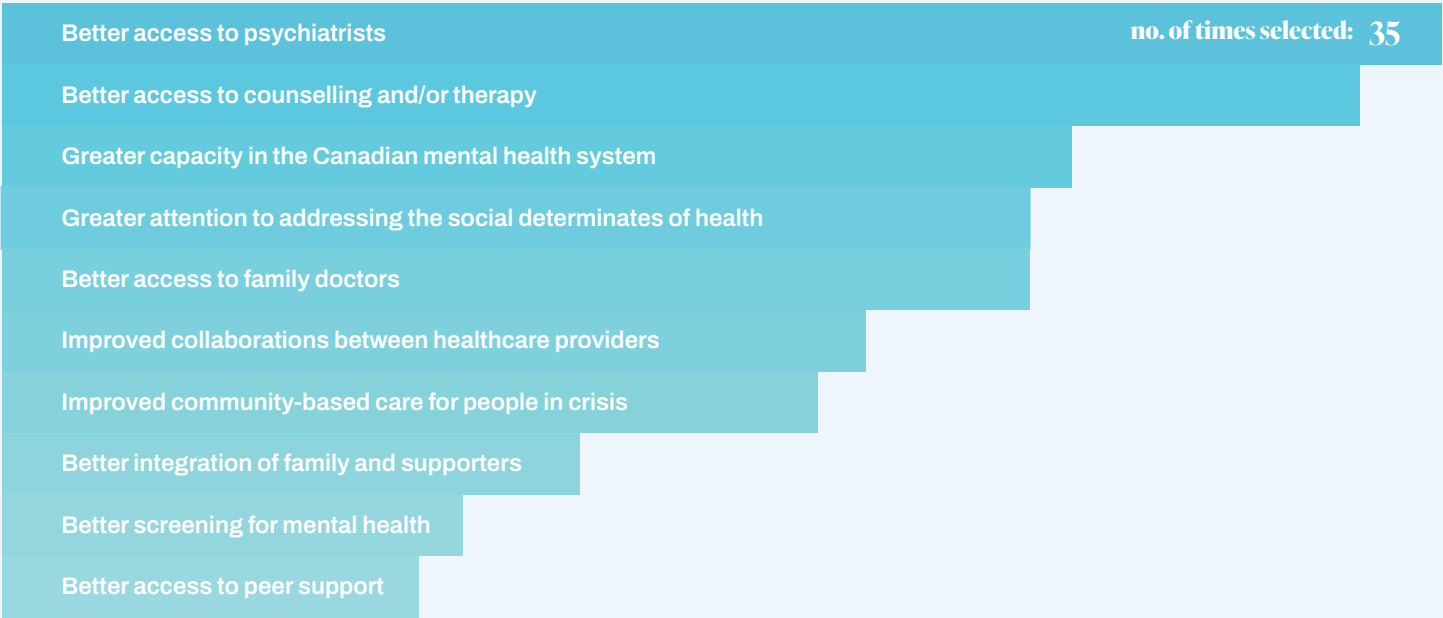 Better access to psychiatrists no. of times selected: 35
Better access to counselling and/or therapy
Greater capacity in the Canadian mental health system
Greater attention to addressing the social determinates of health
Better access to family doctors
Improved collaborations between healthcare providers
Improved community-based care for people in crisis
Better integration of family and supporters
Better screening for mental health
Better access to peer support